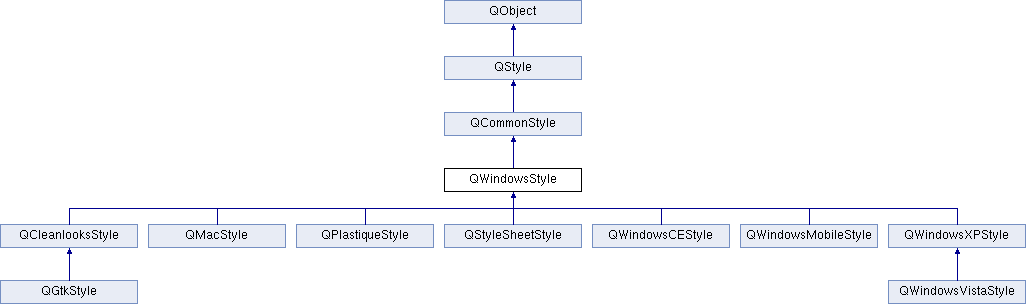 QObject
QStyle
QCommonStyle
QWindowsStyle
QCleanlooksStyle
QMacStyle
QPlastiqueStyle
QStyleSheetStyle
QWindowsCEStyle
QWindowsMobileStyle
QWindowsXPStyle
QGtkStyle
QWindowsVistaStyle